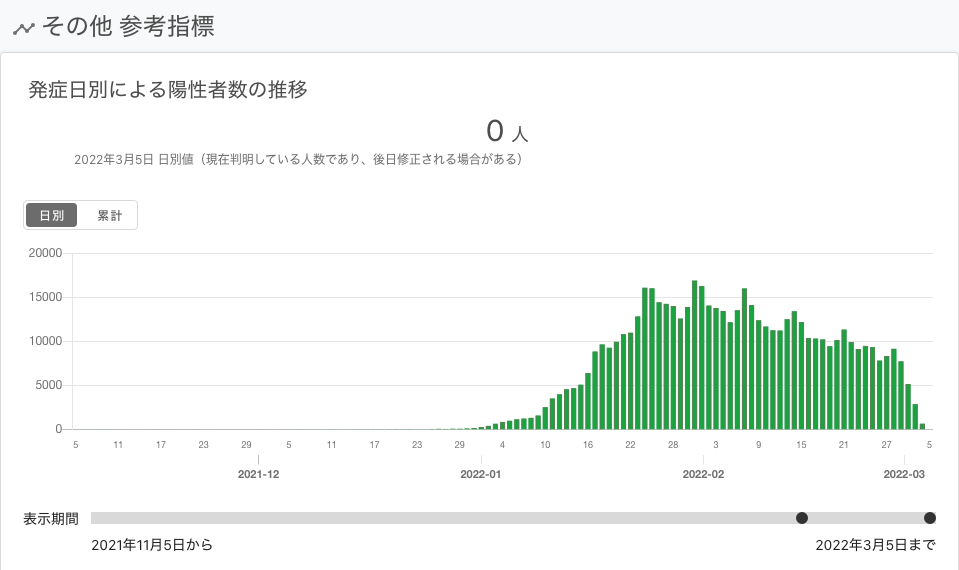 その他 参考指標
発症日別による陽性者数の推移
0 人
2022年3月5日 日別値（現在判明している人数であり、後日修正される場合がある）
日別 累計
20000
15000
10000
5000
0
5 11 17 23 29 5 11 17 23 29 4 10 16 22 28 3 9 15 21 27 5
2021-12 2022-01 2022-02 2022-03
表示期間
2021年11月5日から 2022年3月5日まで